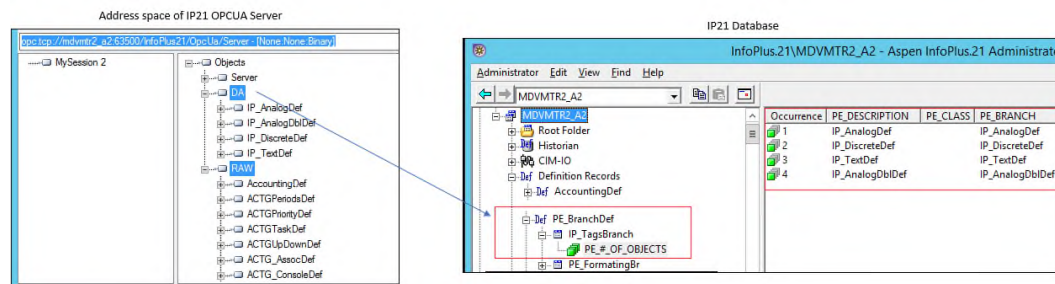 Address space of IP21 OPCUA Server
opc.tcp://mdvmtr2_a2:63500/InfoPlus21/OpcUa/Server - [None:None:Binary]
MySession 2
Objects
Server
DA
IP_AnalogDef
IP_AnalogDblDef
IP_DiscreteDef
IP_TextDef
RAW
AccountingDef
ACTGPeriodsDef
ACTGPriorityDef
ACTGTaskDef
ACTGUpDownDef
ACTG_AssocDef
ACTG_ConsoleDef
IP21 Database
InfoPlus.21\MDVMTR2_A2 - Aspen InfoPlus.21 Administrato
Administrator Edit View Find Help
MDVMTR2_A2
MDVMTR2_A2
Root Folder
Historian
CIM-IO
Def Definition Records
Def AccountingDef
Def PE_BranchDef
IP_TagsBranch
PE_#_OF_OBJECTS
PE_FormatingBr
Occurrence PE_DESCRIPTION PE_CLASS PE_BRANCH
1 IP_AnalogDef IP_AnalogDef
2 IP_DiscreteDef IP_DiscreteDef
3 IP_TextDef IP_TextDef
4 IP_AnalogDblDef IP_AnalogDblDef